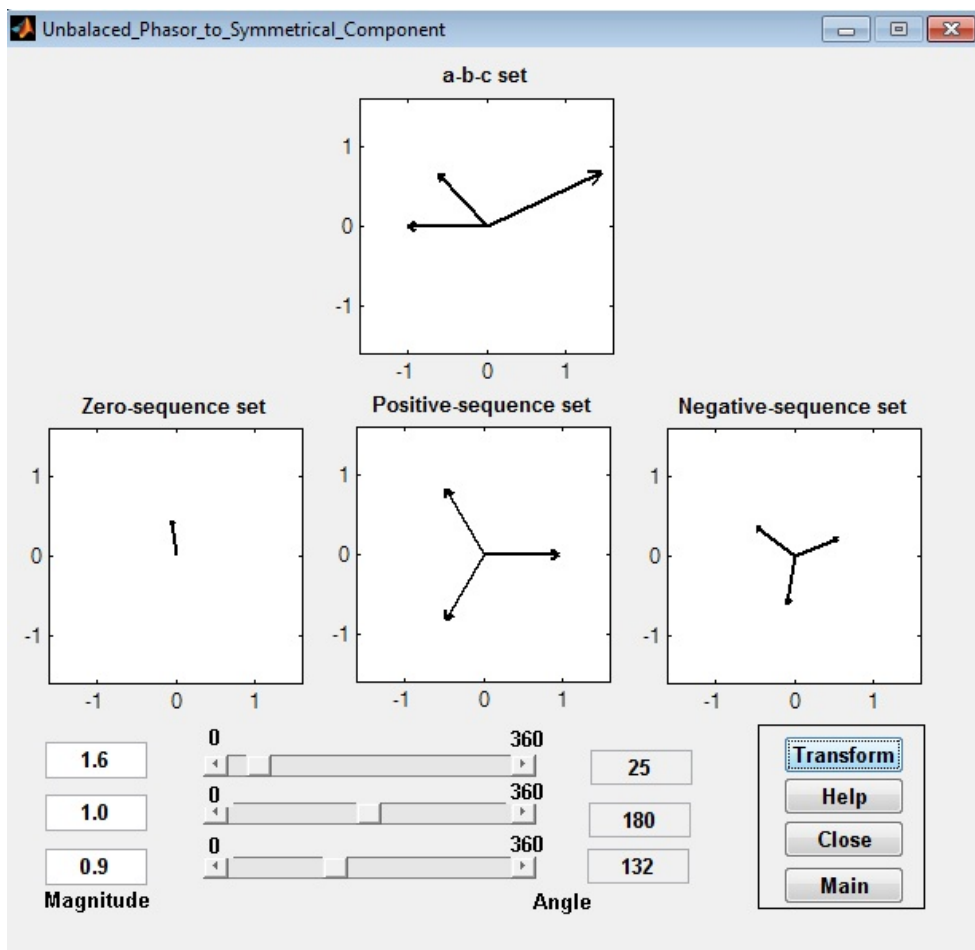 Unbalaced_Phasor_to_Symmetrical_Component
a-b-c set
1
0
-1
-1 0 1
Zero-sequence set
1
0
-1
-1 0 1
Positive-sequence set
1
0
-1
-1 0 1
Negative-sequence set
1
0
-1
-1 0 1
0 360
1.6 25
0 360
1.0 180
0 360
0.9 132
Magnitude Angle
Transform
Help
Close
Main